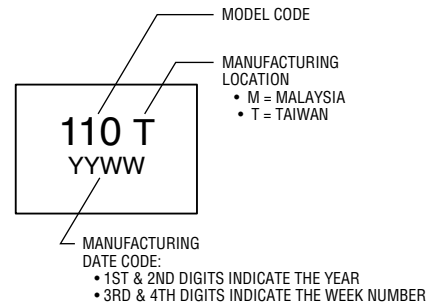 MODEL CODE
MANUFACTURING
LOCATION
• M = MALAYSIA
• T = TAIWAN
110 T
YYWW
MANUFACTURING
DATE CODE:
• 1ST & 2ND DIGITS INDICATE THE YEAR
• 3RD & 4TH DIGITS INDICATE THE WEEK NUMBER